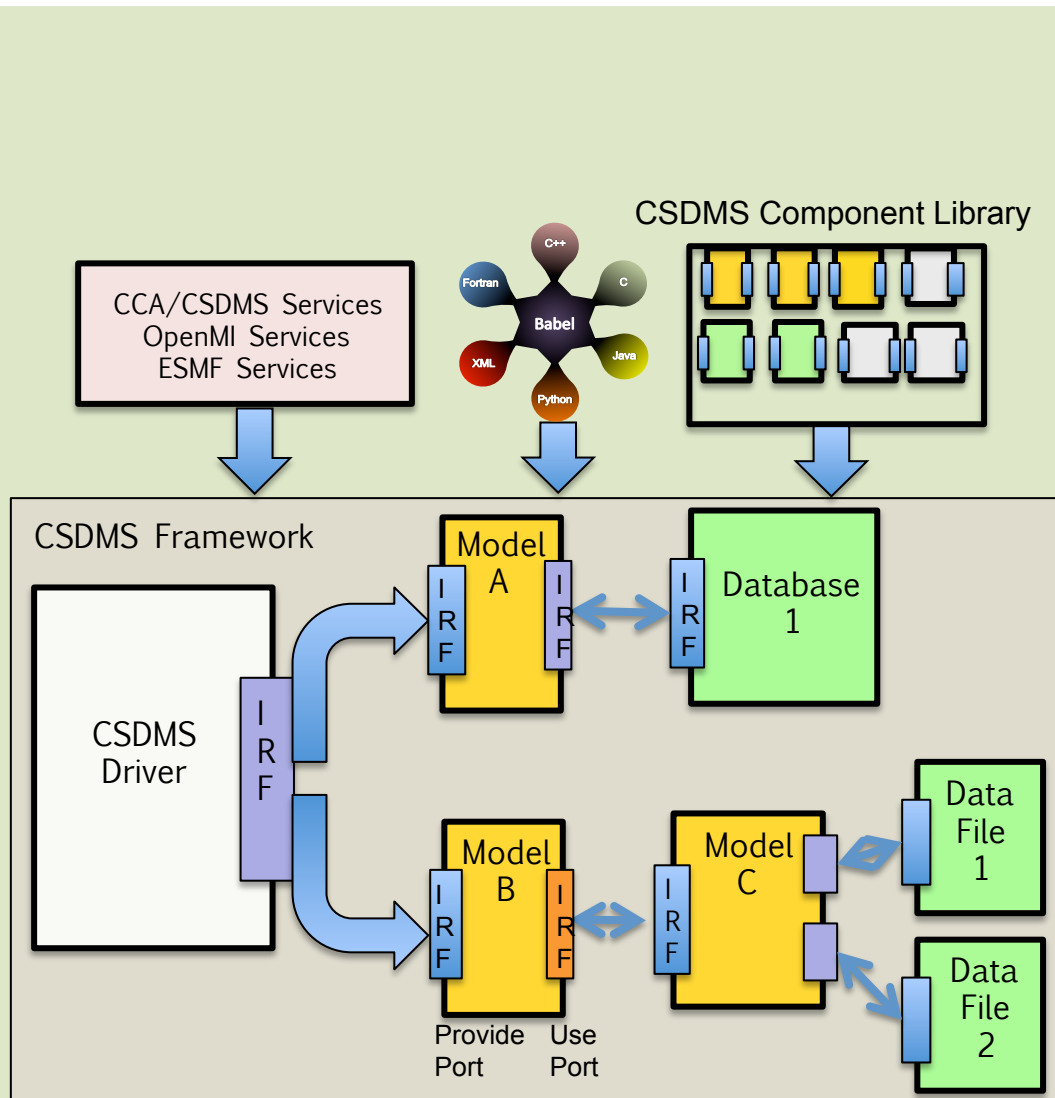 CSDMS Component Library
CCA/CSDMS Services
OpenMI Services
ESMF Services
C++
Fortran
C
Babel
XML
Java
Python
CSDMS Framework
CSDMS
Driver
I
R
F
Model
A
I
R
F
I
R
F
Database
1
I
R
F
Model
B
I
R
F
I
R
F
Provide
Port
Use
Port
Model
C
I
R
F
Data
File
1
Data
File
2